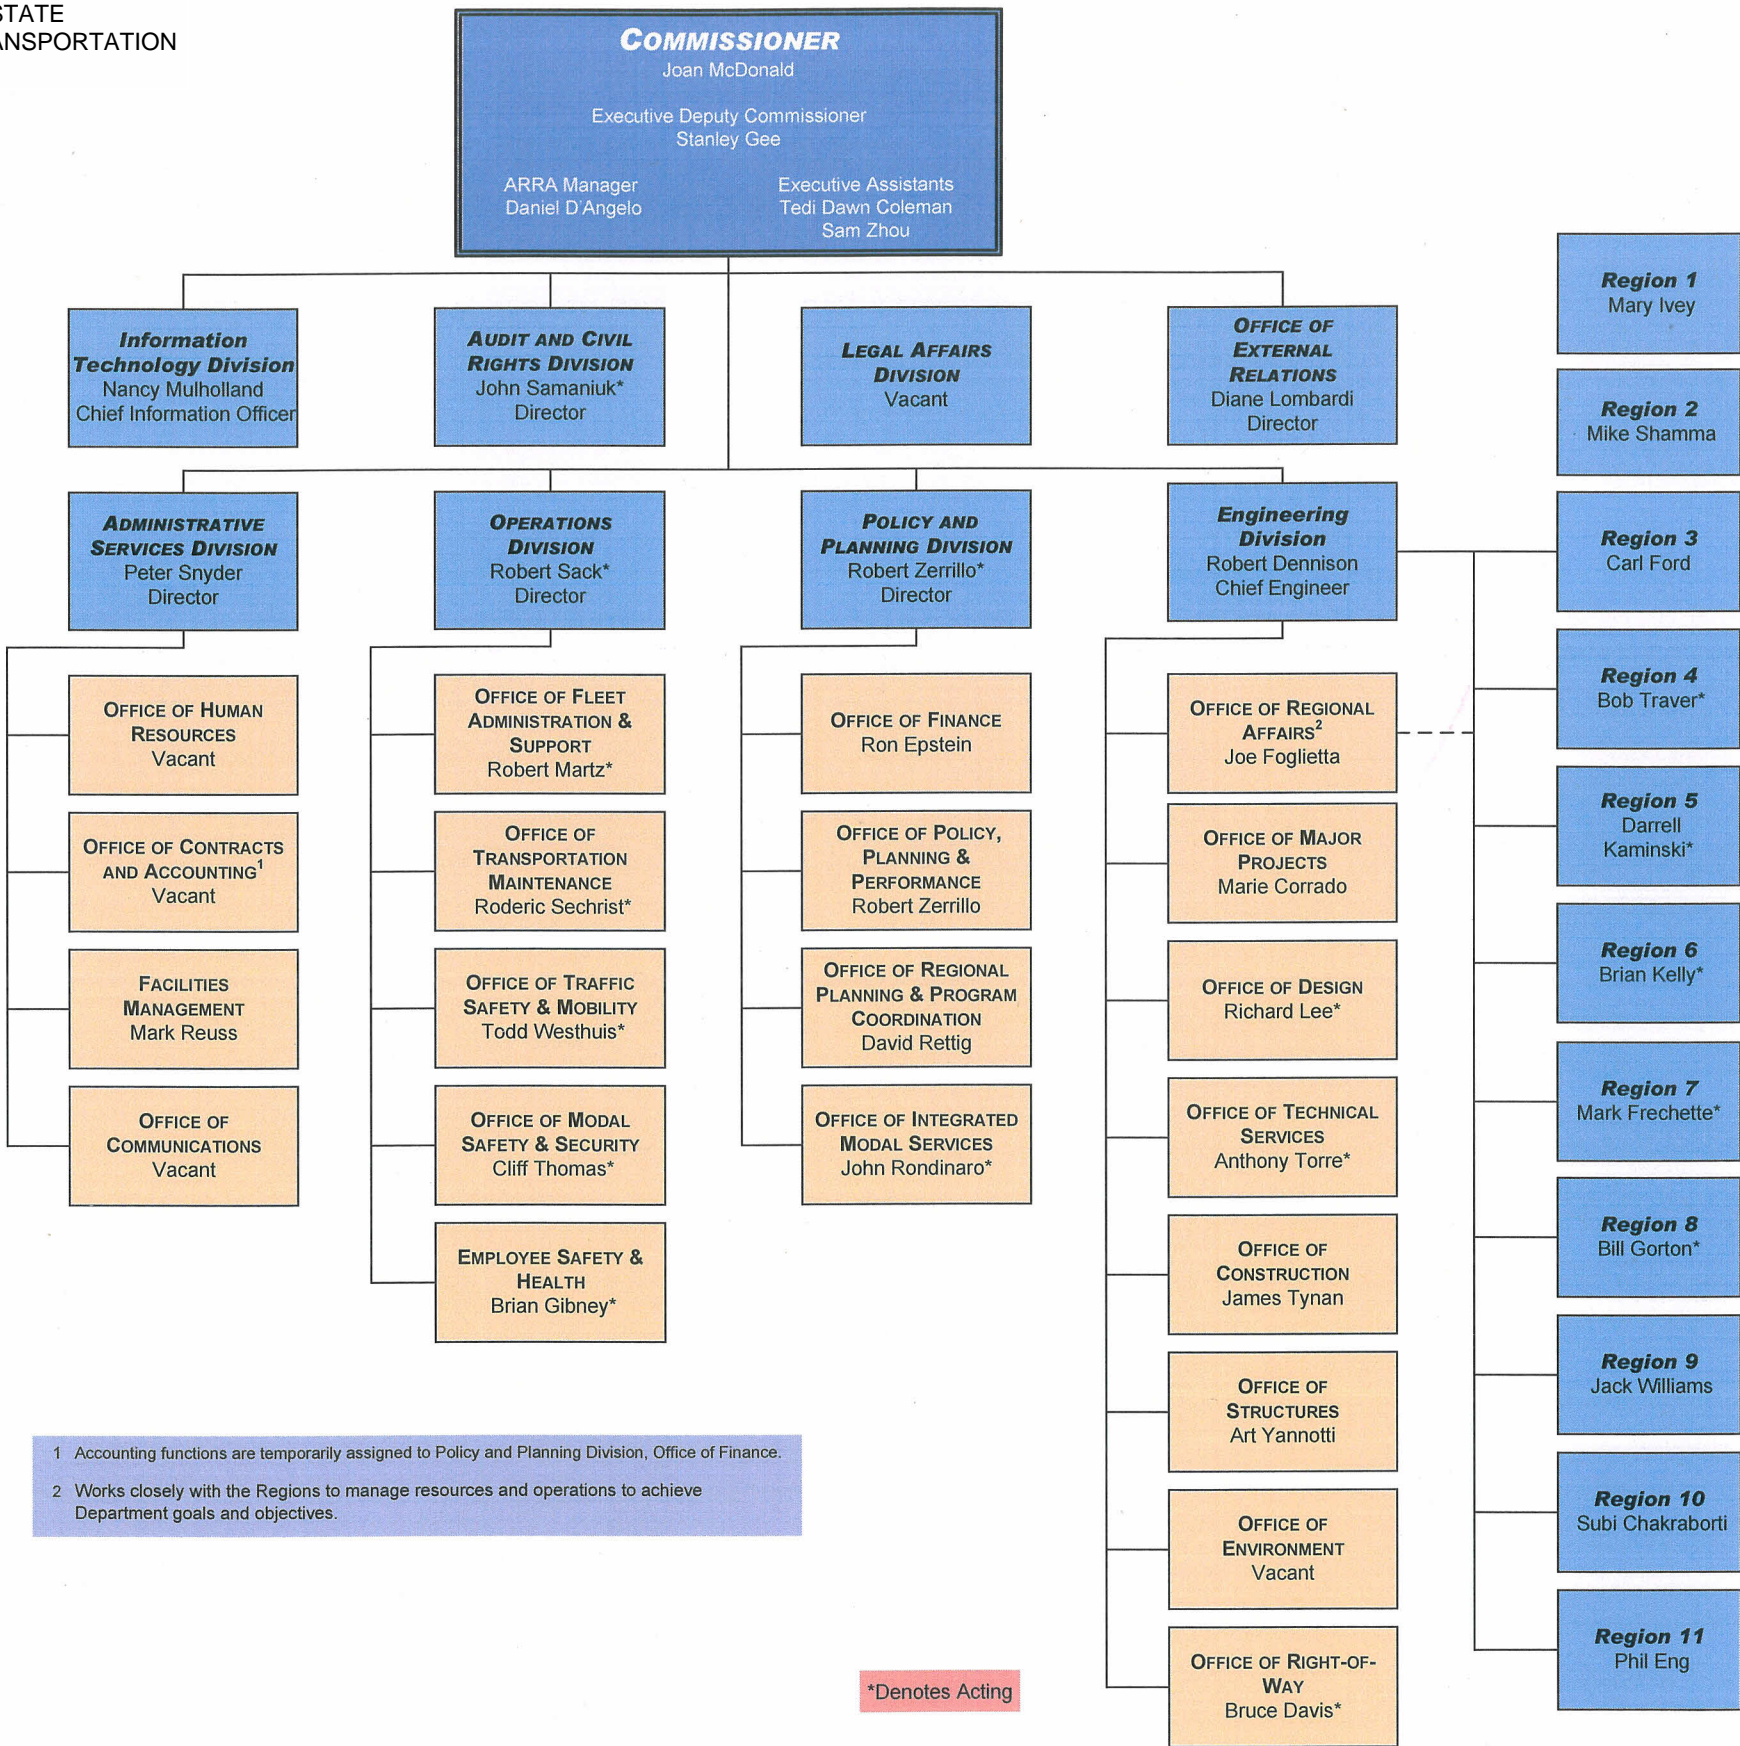 STATE
ANSPORTATION
COMMISSIONER
Joan McDonald
Executive Deputy Commissioner
Stanley Gee
ARRA Manager
Daniel D'Angelo
Executive Assistants
Tedi Dawn Coleman
Sam Zhou
Information
Technology Division
Nancy Mulholland
Chief Information Officer
AUDIT AND CIVIL
RIGHTS DIVISION
John Samaniuk*
Director
LEGAL AFFAIRS
DIVISION
Vacant
OFFICE OF
EXTERNAL
RELATIONS
Diane Lombardi
Director
ADMINISTRATIVE
SERVICES DIVISION
Peter Snyder
Director
OPERATIONS
DIVISION
Robert Sack*
Director
POLICY AND
PLANNING DIVISION
Robert Zerrillo*
Director
Engineering
Division
Robert Dennison
Chief Engineer
OFFICE OF HUMAN
RESOURCES
Vacant
OFFICE OF CONTRACTS
AND ACCOUNTING1
Vacant
FACILITIES
MANAGEMENT
Mark Reuss
OFFICE OF
COMMUNICATIONS
Vacant
OFFICE OF FLEET
ADMINISTRATION &
SUPPORT
Robert Martz*
OFFICE OF
TRANSPORTATION
MAINTENANCE
Roderic Sechrist*
OFFICE OF TRAFFIC
SAFETY & MOBILITY
Todd Westhuis*
OFFICE OF MODAL
SAFETY & SECURITY
Cliff Thomas*
EMPLOYEE SAFETY &
HEALTH
Brian Gibney*
OFFICE OF FINANCE
Ron Epstein
OFFICE OF POLICY,
PLANNING &
PERFORMANCE
Robert Zerrillo
OFFICE OF REGIONAL
PLANNING & PROGRAM
COORDINATION
David Rettig
OFFICE OF INTEGRATED
MODAL SERVICES
John Rondinaro*
OFFICE OF REGIONAL
AFFAIRS2
Joe Foglietta
OFFICE OF MAJOR
PROJECTS
Marie Corrado
OFFICE OF DESIGN
Richard Lee*
OFFICE OF TECHNICAL
SERVICES
Anthony Torre*
OFFICE OF
CONSTRUCTION
James Tynan
OFFICE OF
STRUCTURES
Art Yannotti
OFFICE OF
ENVIRONMENT
Vacant
OFFICE OF RIGHT-OF-
WAY
Bruce Davis*
Region 1
Mary Ivey
Region 2
Mike Shamma
Region 3
Carl Ford
Region 4
Bob Traver*
Region 5
Darrell
Kaminski*
Region 6
Brian Kelly*
Region 7
Mark Frechette*
Region 8
Bill Gorton*
Region 9
Jack Williams
Region 10
Subi Chakraborti
Region 11
Phil Eng
1 Accounting functions are temporarily assigned to Policy and Planning Division, Office of Finance.
2 Works closely with the Regions to manage resources and operations to achieve
Department goals and objectives.
*Denotes Acting